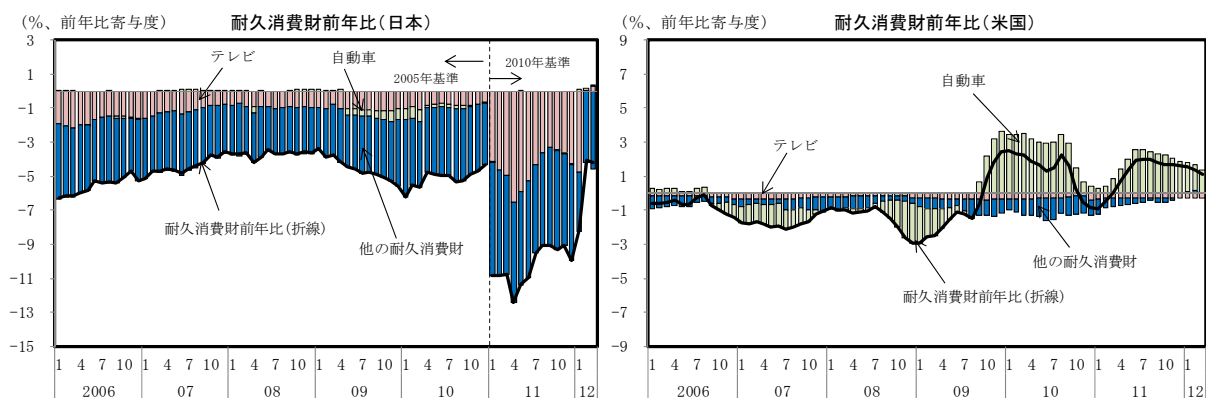 (%、前年比寄与度)
耐久消費財前年比(日本)
3
1
-1
-3
-5
-7
-9
-11
-13
-15
テレビ
自動車
2005年基準
2010年基準
耐久消費財前年比(折線)
他の耐久消費財
1 4 7 10 1 4 7 10 1 4 7 10 1 4 7 10 1 4 7 10 1 4 7 10 1
2006 07 08 09 10 11 12
(%、前年比寄与度)
耐久消費財前年比(米国)
9
7
5
3
1
-1
-3
-5
-7
-9
自動車
テレビ
他の耐久消費財
耐久消費財前年比(折線)
1 4 7 10 1 4 7 10 1 4 7 10 1 4 7 10 1 4 7 10 1 4 7 10 1
2006 07 08 09 10 11 12